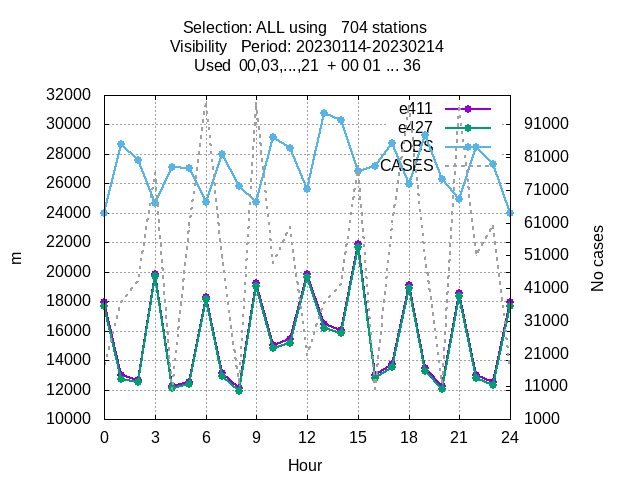 Selection: ALL using   704 stations
Visibility   Period: 20230114-20230214
Used  00,03,...,21  + 00 01 ... 36
32000
30000
28000
26000
24000
22000
20000
18000
16000
14000
12000
10000
m
e411
e427
OBS
CASES
91000
81000
71000
61000
51000
41000
31000
21000
11000
1000
No cases
0 3 6 9 12 15 18 21 24
Hour